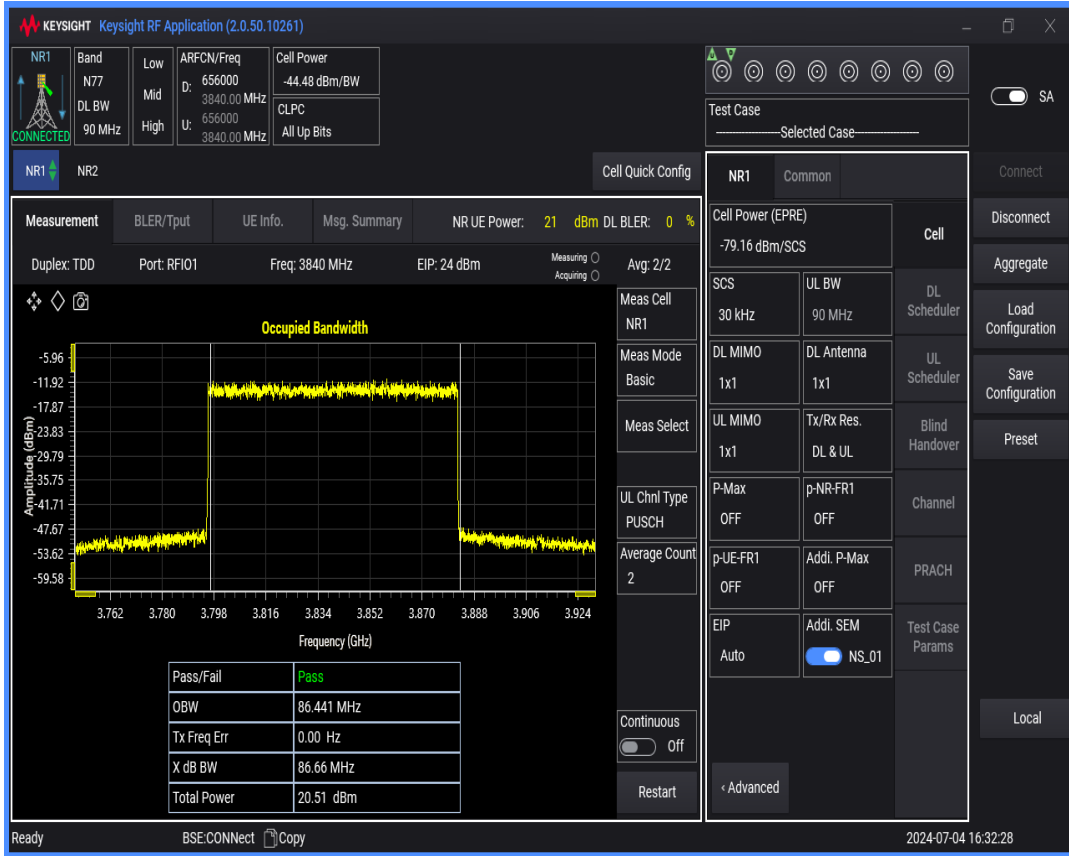 KEYSIGHT Keysight RF Application (2.0.50.10261)
NR1
CONNECTED
Band
N77
DL BW
90 MHz
Low
Mid
High
ARFCN/Freq
D: 656000
3840.00 MHz
U: 656000
3840.00 MHz
Cell Power
-44.48 dBm/BW
CLPC
All Up Bits
Test Case
--------------------Selected Case--------------------
SA
NR1
NR2
Cell Quick Config
Measurement
BLER/Tput
UE Info.
Msg. Summary
NR UE Power: 21 dBm DL BLER: 0 %
Duplex: TDD
Port: RFIO1
Freq: 3840 MHz
EIP: 24 dBm
Measuring
Acquiring
Avg: 2/2
Occupied Bandwidth
Amplitude (dBm)
-5.96
-11.92
-17.87
-23.83
-29.79
-35.75
-41.71
-47.67
-53.62
-59.58
3.762 3.780 3.798 3.816 3.834 3.852 3.870 3.888 3.906 3.924
Frequency (GHz)
Pass/Fail Pass
OBW 86.441 MHz
Tx Freq Err 0.00 Hz
X dB BW 86.66 MHz
Total Power 20.51 dBm
Meas Cell
NR1
Meas Mode
Basic
Meas Select
UL Chnl Type
PUSCH
Average Count
2
Continuous
Off
Restart
NR1
Common
Cell Power (EPRE)
-79.16 dBm/SCS
SCS
30 kHz
UL BW
90 MHz
DL MIMO
1x1
DL Antenna
1x1
UL MIMO
1x1
Tx/Rx Res.
DL & UL
P-Max
OFF
p-NR-FR1
OFF
p-UE-FR1
OFF
Addi. P-Max
OFF
EIP
Auto
Addi. SEM
NS_01
‹ Advanced
Cell
DL
Scheduler
UL
Scheduler
Blind
Handover
Channel
PRACH
Test Case
Params
Connect
Disconnect
Aggregate
Load
Configuration
Save
Configuration
Preset
Local
Ready
BSE:CONNect
Copy
2024-07-04 16:32:28